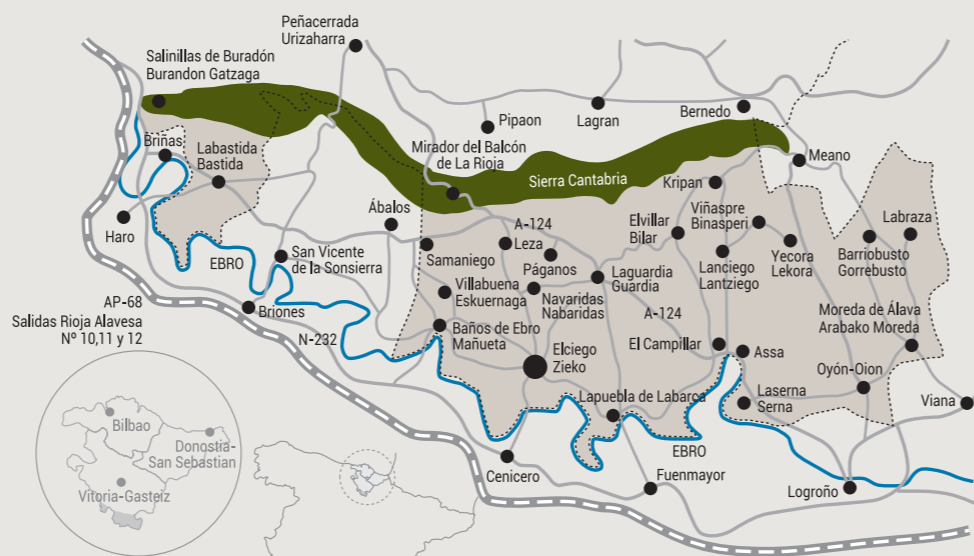 Peñacerrada
Urizaharra
Salinillas de Buradón
Burandon Gatzaga
Pipaon
Lagran
Bernedo
Briñas
Labastida
Bastida
Mirador del Balcón
de La Rioja
Sierra Cantabria
Meano
Kripan
Haro
Ábalos
A-124
Leza
Elvillar
Bilar
Viñaspre
Binasperi
Labraza
EBRO
San Vicente
de la Sonsierra
Samaniego
Páganos
Laguardia
Guardia
Lanciego
Lantziego
Yecora
Lekora
Barriobusto
Gorrebusto
Villabuena
Eskuernaga
Navaridas
Nabaridas
AP-68
Salidas Rioja Alavesa
Nº 10,11 y 12
Briones
N-232
Baños de Ebro
Mañueta
A-124
Moreda de Álava
Arabako Moreda
El Campillar
Assa
Elciego
Zieko
Oyón-Oion
Lapuebla de Labarca
Laserna
Serna
Viana
Bilbao
Donostia-
San Sebastian
EBRO
Vitoria-Gasteiz
Cenicero
Fuenmayor
Logroño